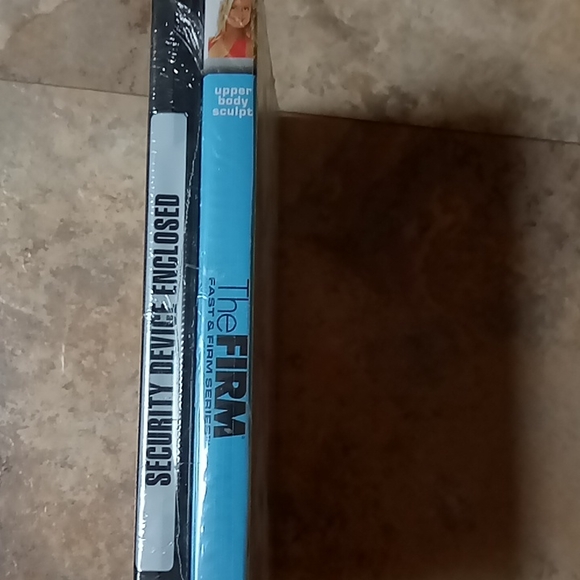 SECURITY DEVICE ENCLOSED
upper
body
sculpt
The FIRM
FAST & FIRM SERIES